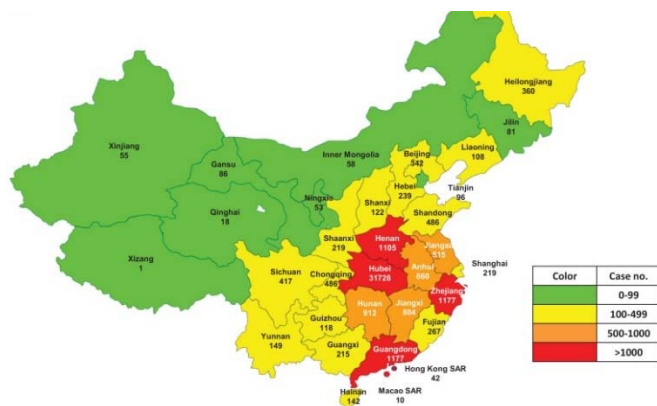 Heilongjiang
360
Jilin
81
Xinjiang
55
Inner Mongolia
58
Beijing
342
Liaoning
108
Gansu
86
Hebei
239
Tianjin
96
Ningxia
53
Shanxi
122
Shandong
486
Qinghai
18
Shaanxi
219
Henan
1105
Jiangsu
515
Xizang
1
Sichuan
417
Chongqing
486
Hubei
31728
Anhui
860
Shanghai
219
Zhejiang
1177
Hunan
912
Jiangxi
804
Guizhou
118
Fujian
267
Yunnan
149
Guangxi
215
Guangdong
1177
Hong Kong SAR
42
Macao SAR
10
Hainan
142
Color Case no.
0-99
100-499
500-1000
>1000